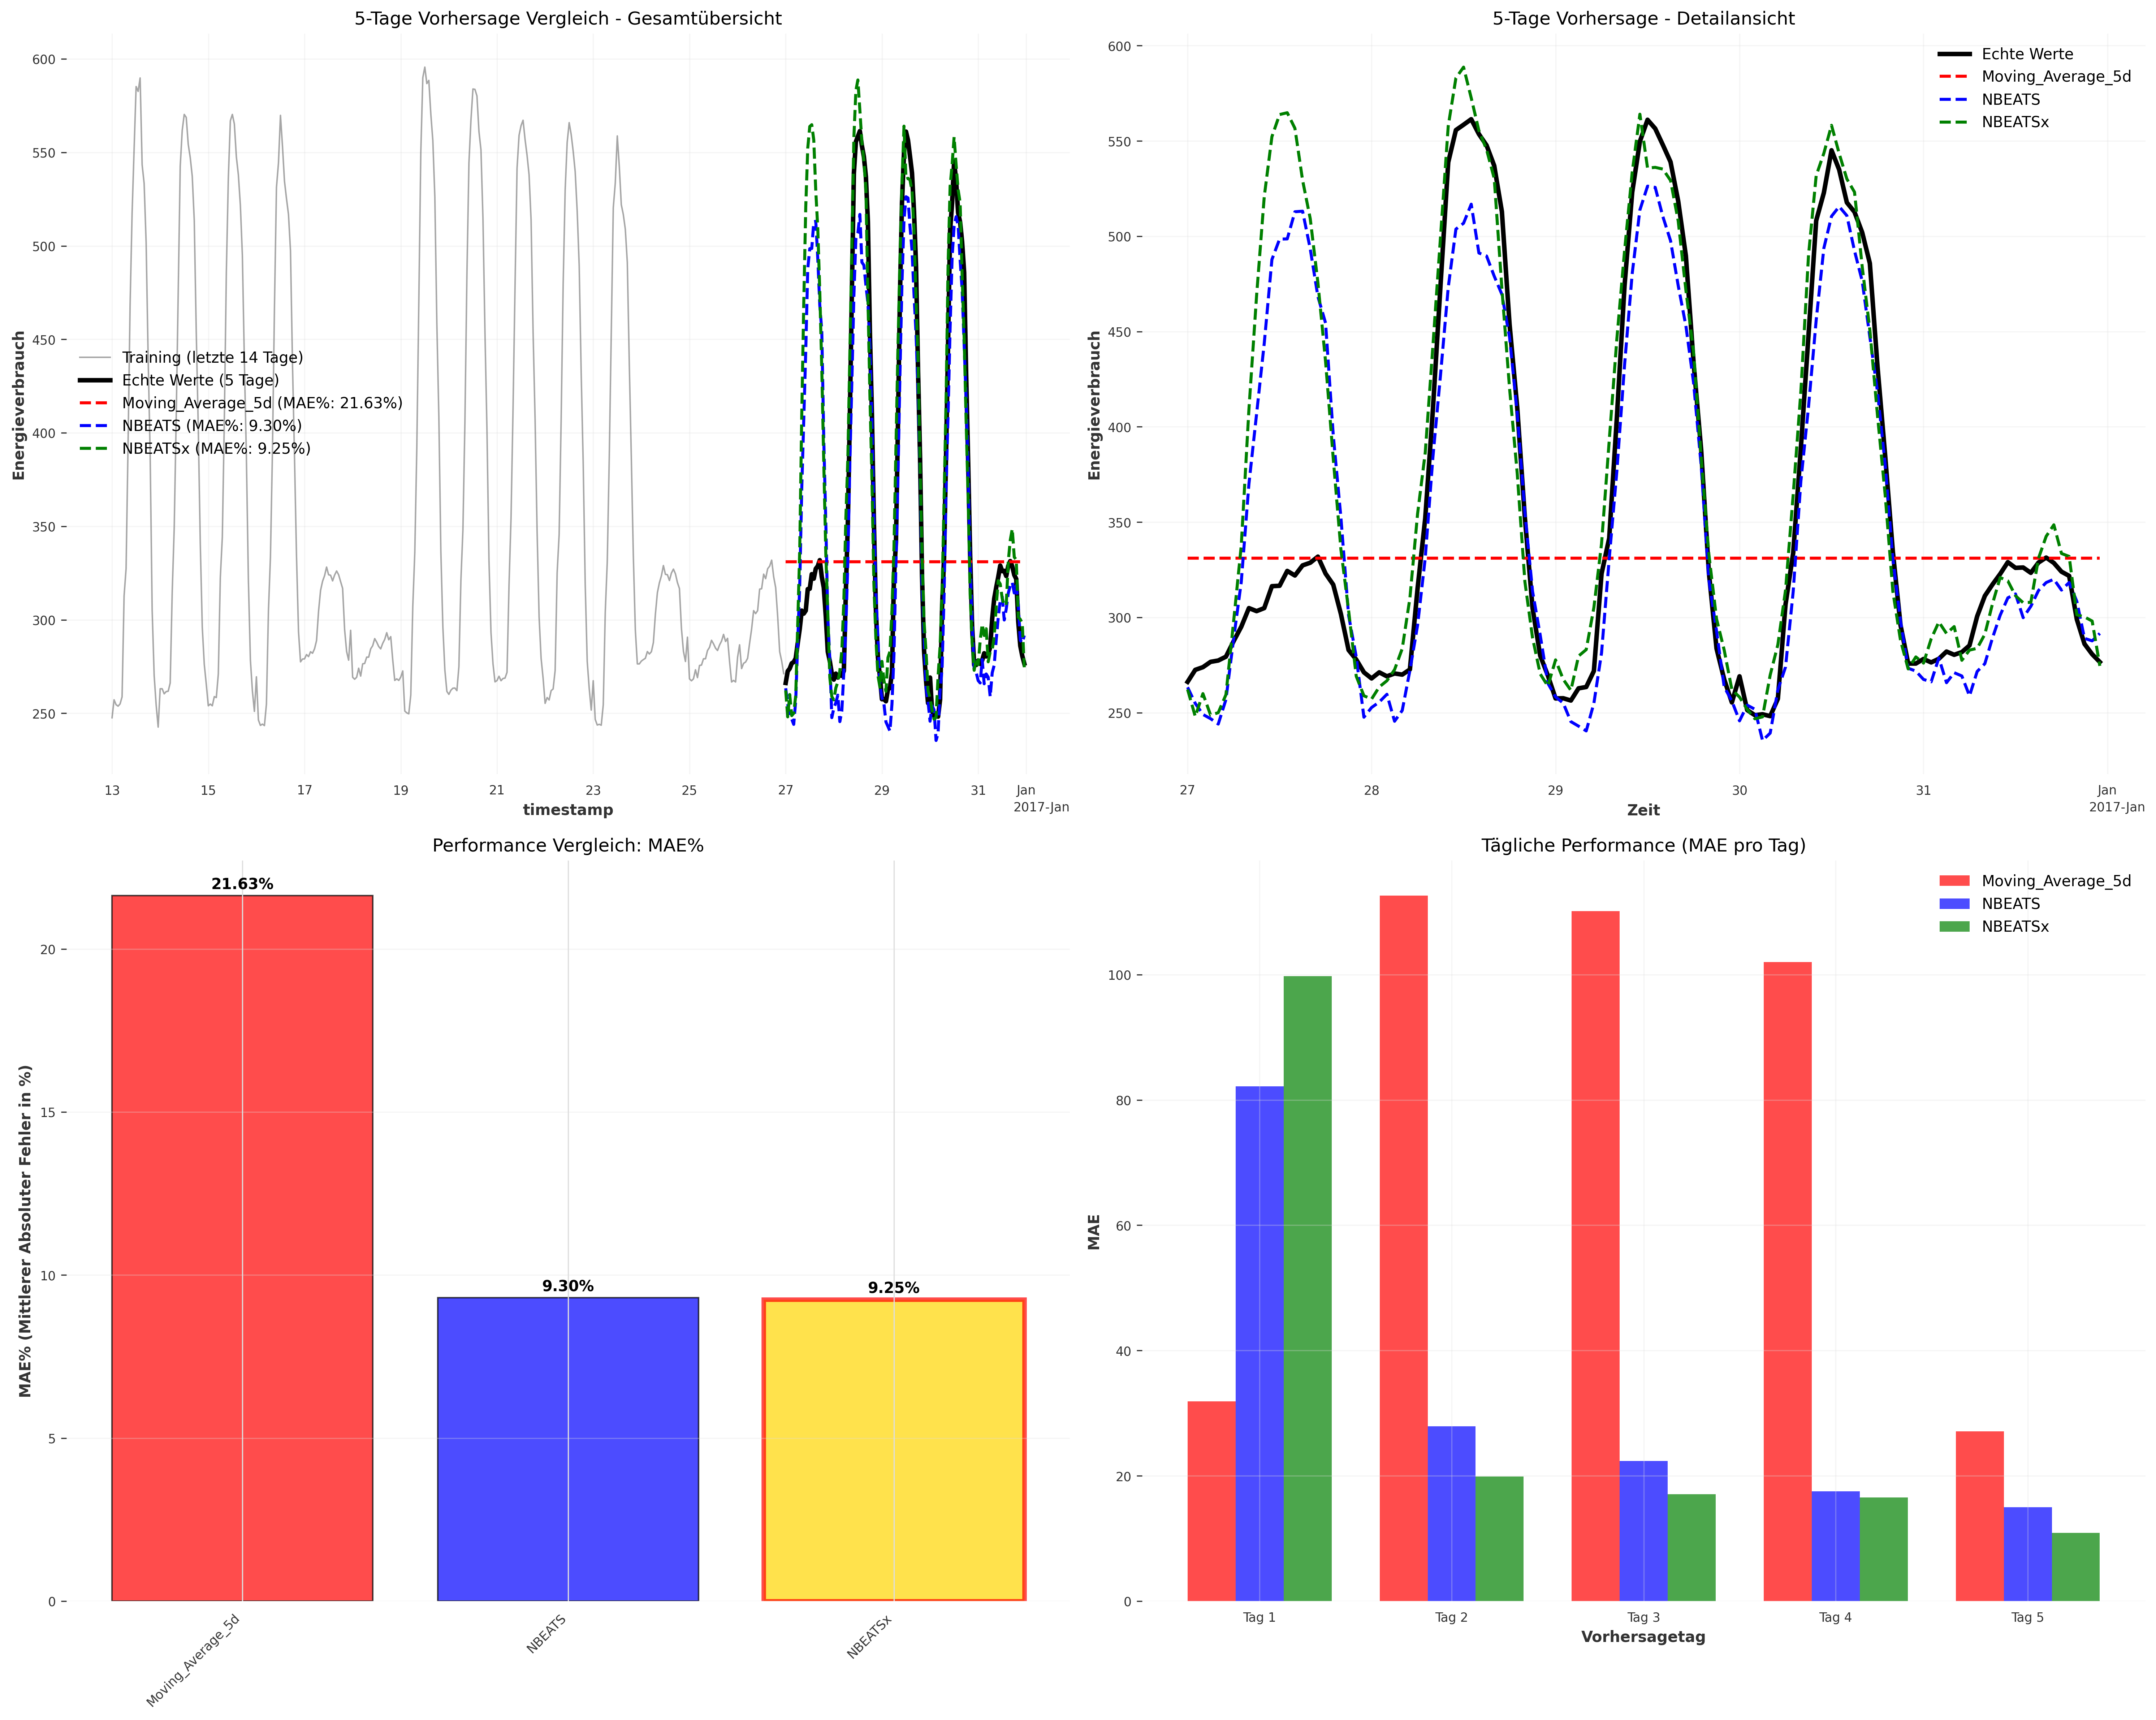 5-Tage Vorhersage Vergleich - Gesamtübersicht
Energieverbrauch
600
550
500
450
400
350
300
250
Training (letzte 14 Tage)
Echte Werte (5 Tage)
Moving_Average_5d (MAE%: 21.63%)
NBEATS (MAE%: 9.30%)
NBEATSx (MAE%: 9.25%)
13 15 17 19 21 23 25 27 29 31 Jan
2017-Jan
timestamp
5-Tage Vorhersage - Detailansicht
Energieverbrauch
600
550
500
450
400
350
300
250
Echte Werte
Moving_Average_5d
NBEATS
NBEATSx
27 28 29 30 31 Jan
2017-Jan
Zeit
Performance Vergleich: MAE%
MAE% (Mittlerer Absoluter Fehler in %)
20
15
10
5
0
21.63%
9.30%
9.25%
Moving_Average_5d
NBEATS
NBEATSx
Tägliche Performance (MAE pro Tag)
MAE
100
80
60
40
20
0
Moving_Average_5d
NBEATS
NBEATSx
Tag 1 Tag 2 Tag 3 Tag 4 Tag 5
Vorhersagetag